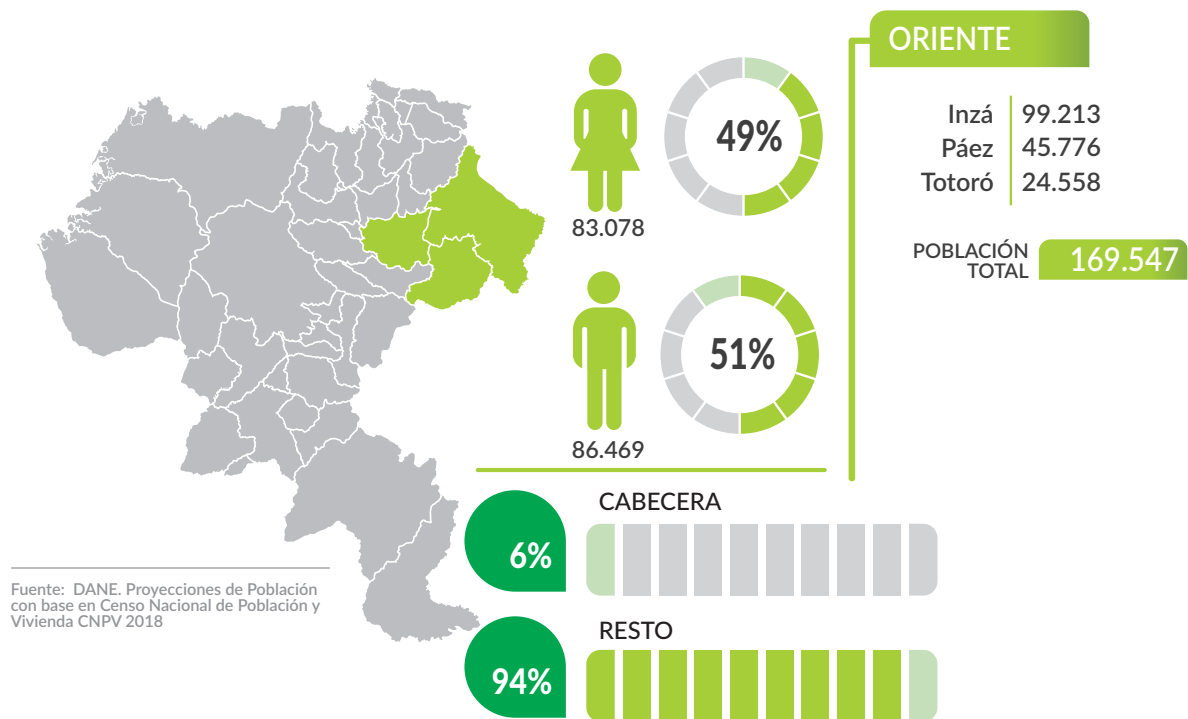 ORIENTE
Inzá 99.213
Páez 45.776
Totoró 24.558
POBLACIÓN
TOTAL 169.547
49%
83.078
51%
86.469
CABECERA
6%
RESTO
94%
Fuente: DANE. Proyecciones de Población
con base en Censo Nacional de Población y
Vivienda CNPV 2018